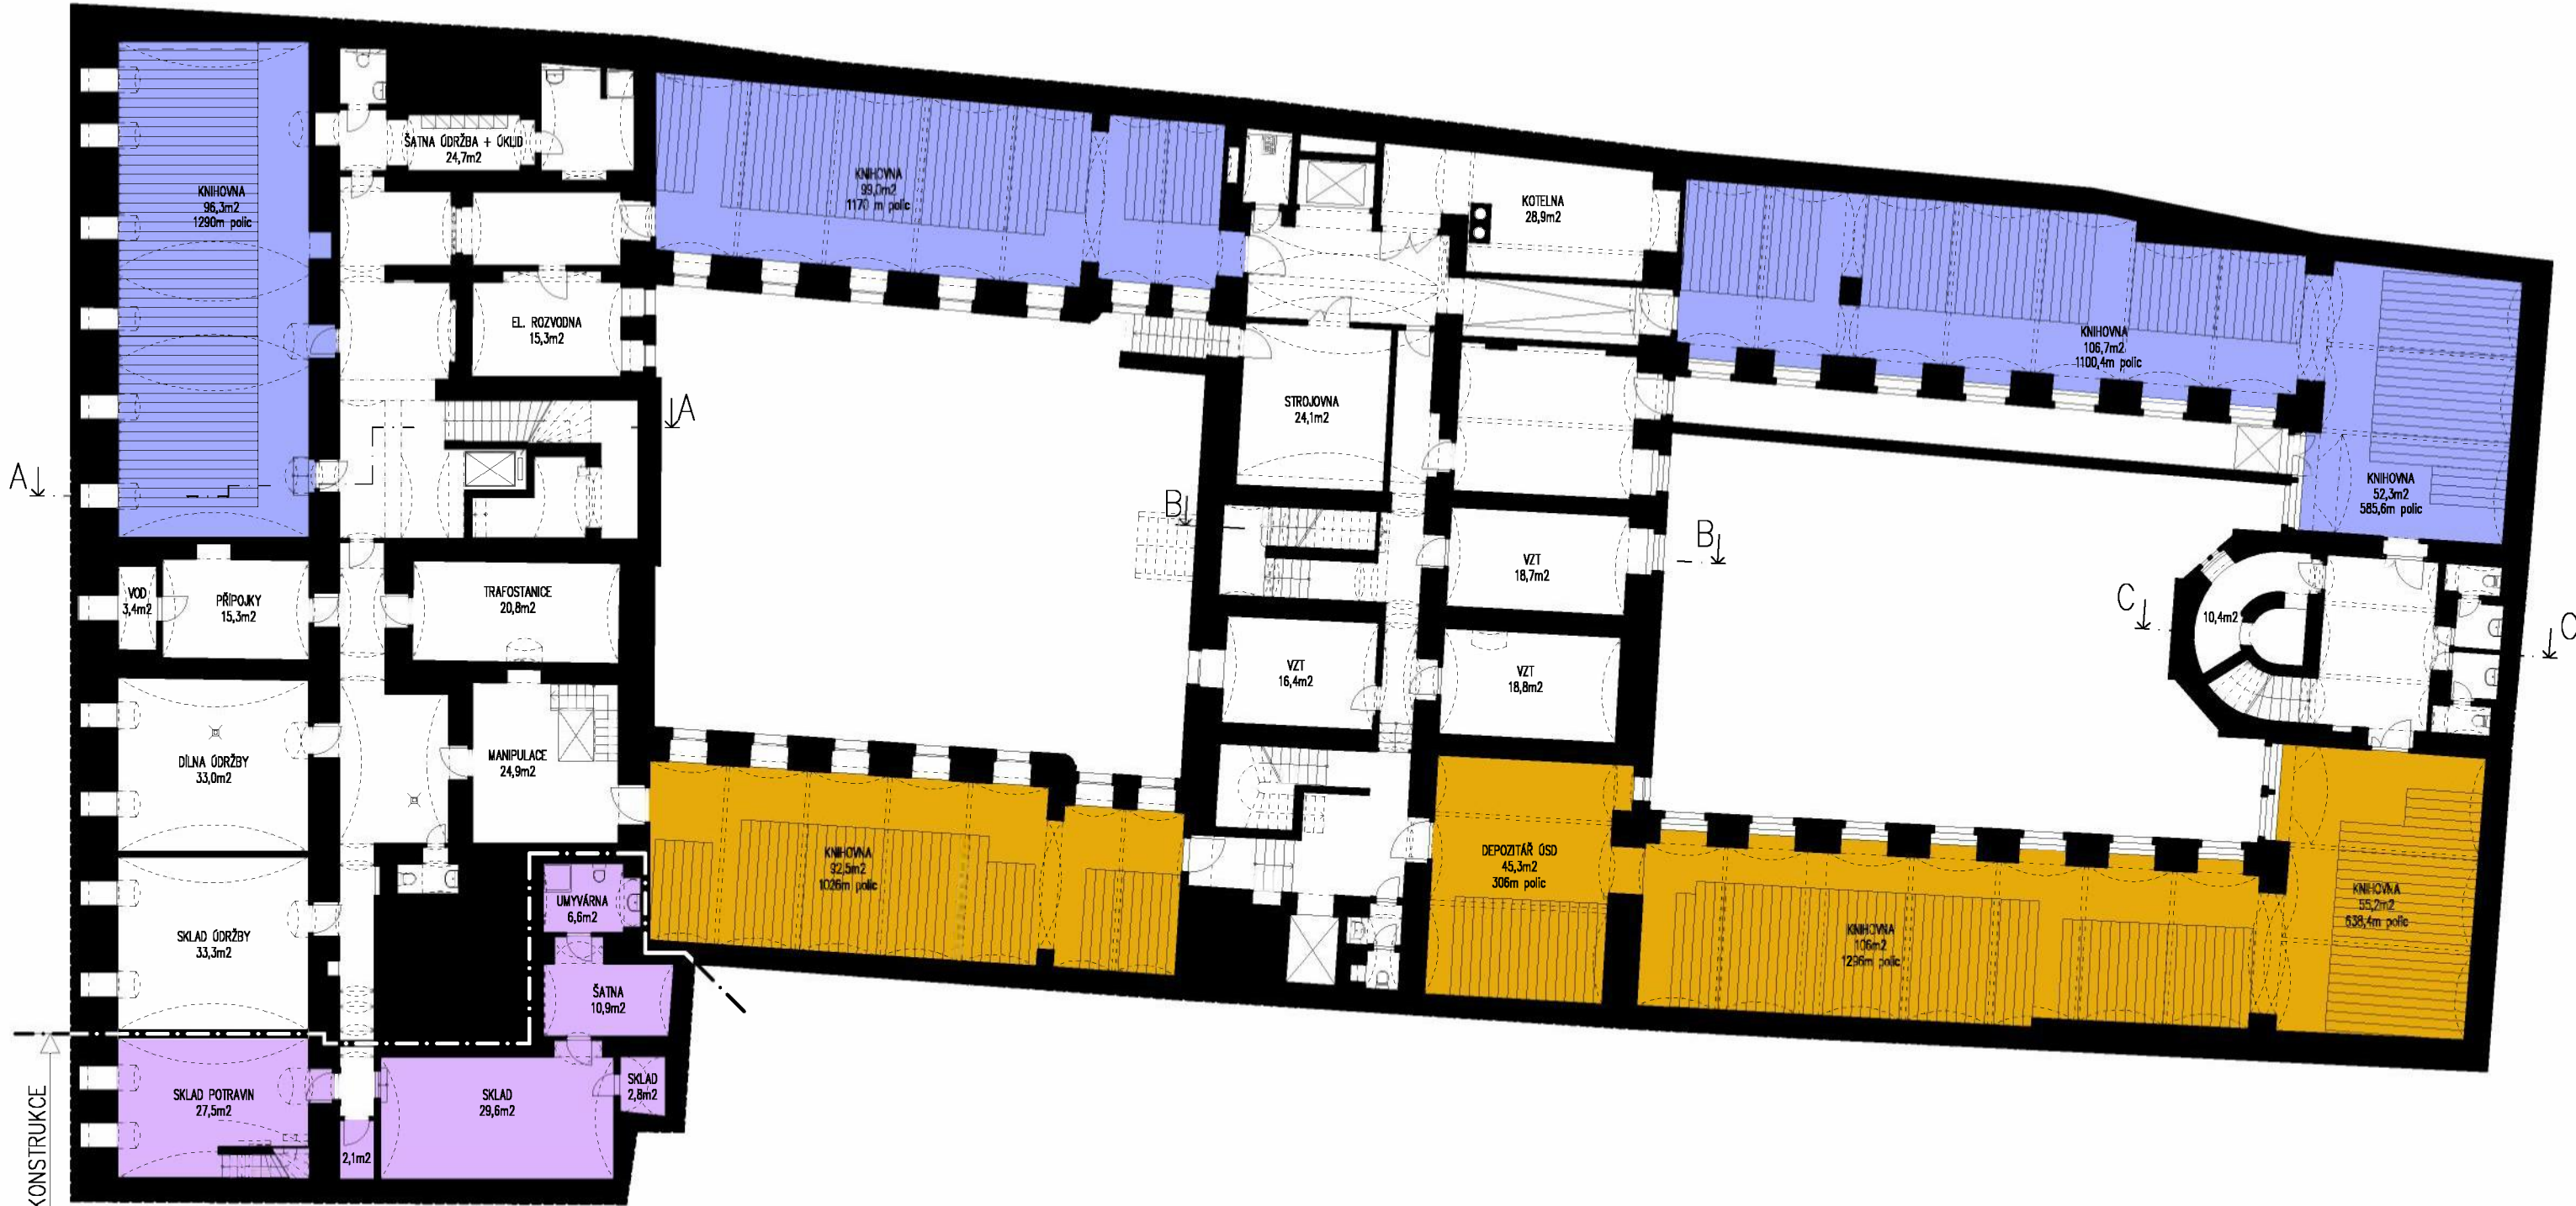 ŠATNA ÚDRŽBA + ÚKLID
24,7m2
KNIHOVNA
96,3m2
1290m polic
KNIHOVNA
99,0m2
1170 m polic
KOTELNA
28,9m2
EL. ROZVODNA
15,3m2
KNIHOVNA
106,7m2
1100,4m polic
STROJOVNA
24,1m2
A
A
KNIHOVNA
52,3m2
585,6m polic
B
B
VZT
18,7m2
VOD
3,4m2
PŘÍPOJKY
15,3m2
TRAFOSTANICE
20,8m2
C
10,4m2
C
VZT
16,4m2
VZT
18,8m2
DÍLNA ÚDRŽBY
33,0m2
MANIPULACE
24,9m2
KNIHOVNA
92,5m2
1026m polic
DEPOZITÁŘ ÚSD
45,3m2
306m polic
UMYVÁRNA
6,6m2
KNIHOVNA
55,2m2
638,4m polic
SKLAD ÚDRŽBY
33,3m2
KNIHOVNA
106m2
1296m polic
ŠATNA
10,9m2
SKLAD POTRAVIN
27,5m2
SKLAD
29,6m2
SKLAD
2,8m2
2,1m2
KONSTRUKCE